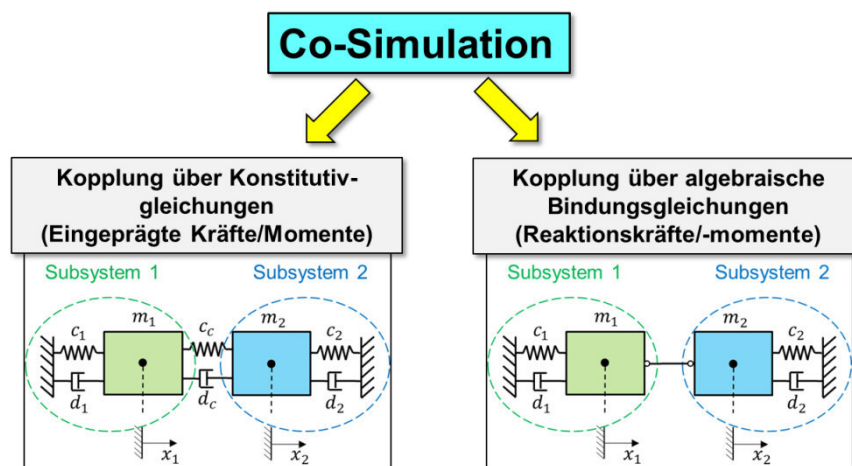 Co-Simulation
Kopplung über Konstitutiv-
gleichungen
(Eingeprägte Kräfte/Momente)
Subsystem 1
Subsystem 2
m₁
m₂
c₁
c_c
c₂
d₁
d_c
d₂
x₁
x₂
Kopplung über algebraische
Bindungsgleichungen
(Reaktionskräfte/-momente)
Subsystem 1
Subsystem 2
m₁
m₂
c₁
c₂
d₁
d₂
x₁
x₂